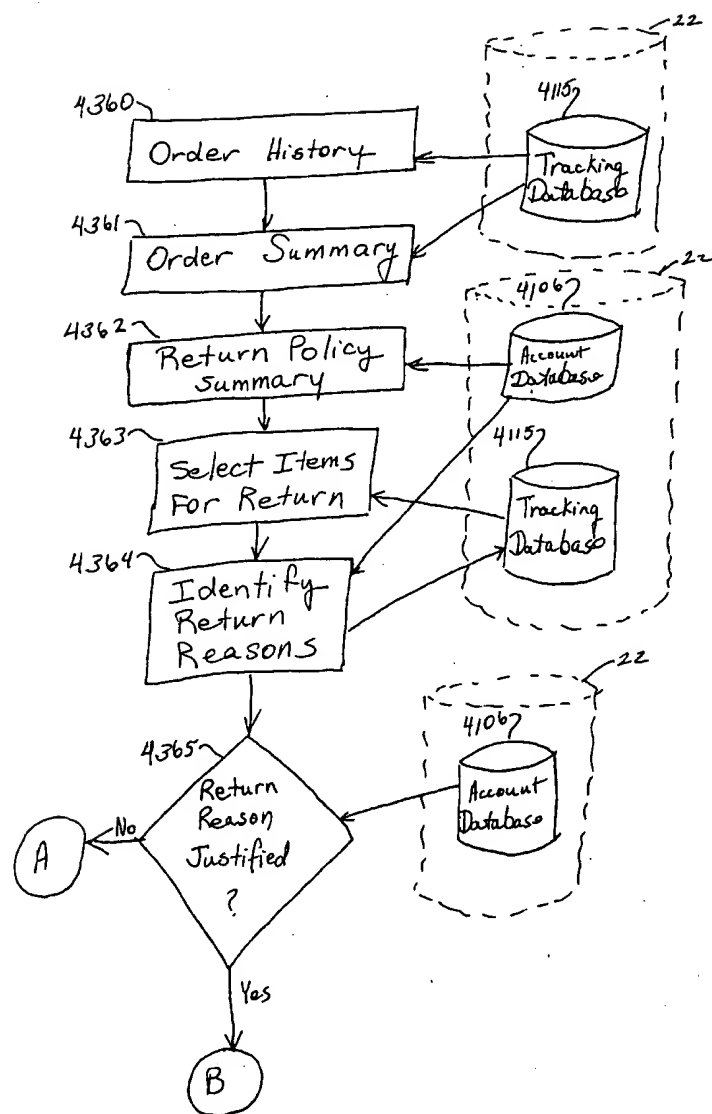 22
4115
4360
Order History
Tracking
Database
4361
Order Summary
22
4106
4362
Return Policy
Summary
Account
Database
4363
Select Items
For Return
4115
Tracking
Database
4364
Identify
Return
Reasons
22
4365
4106
Return
Reason
Justified
?
Account
Database
No
A
Yes
B